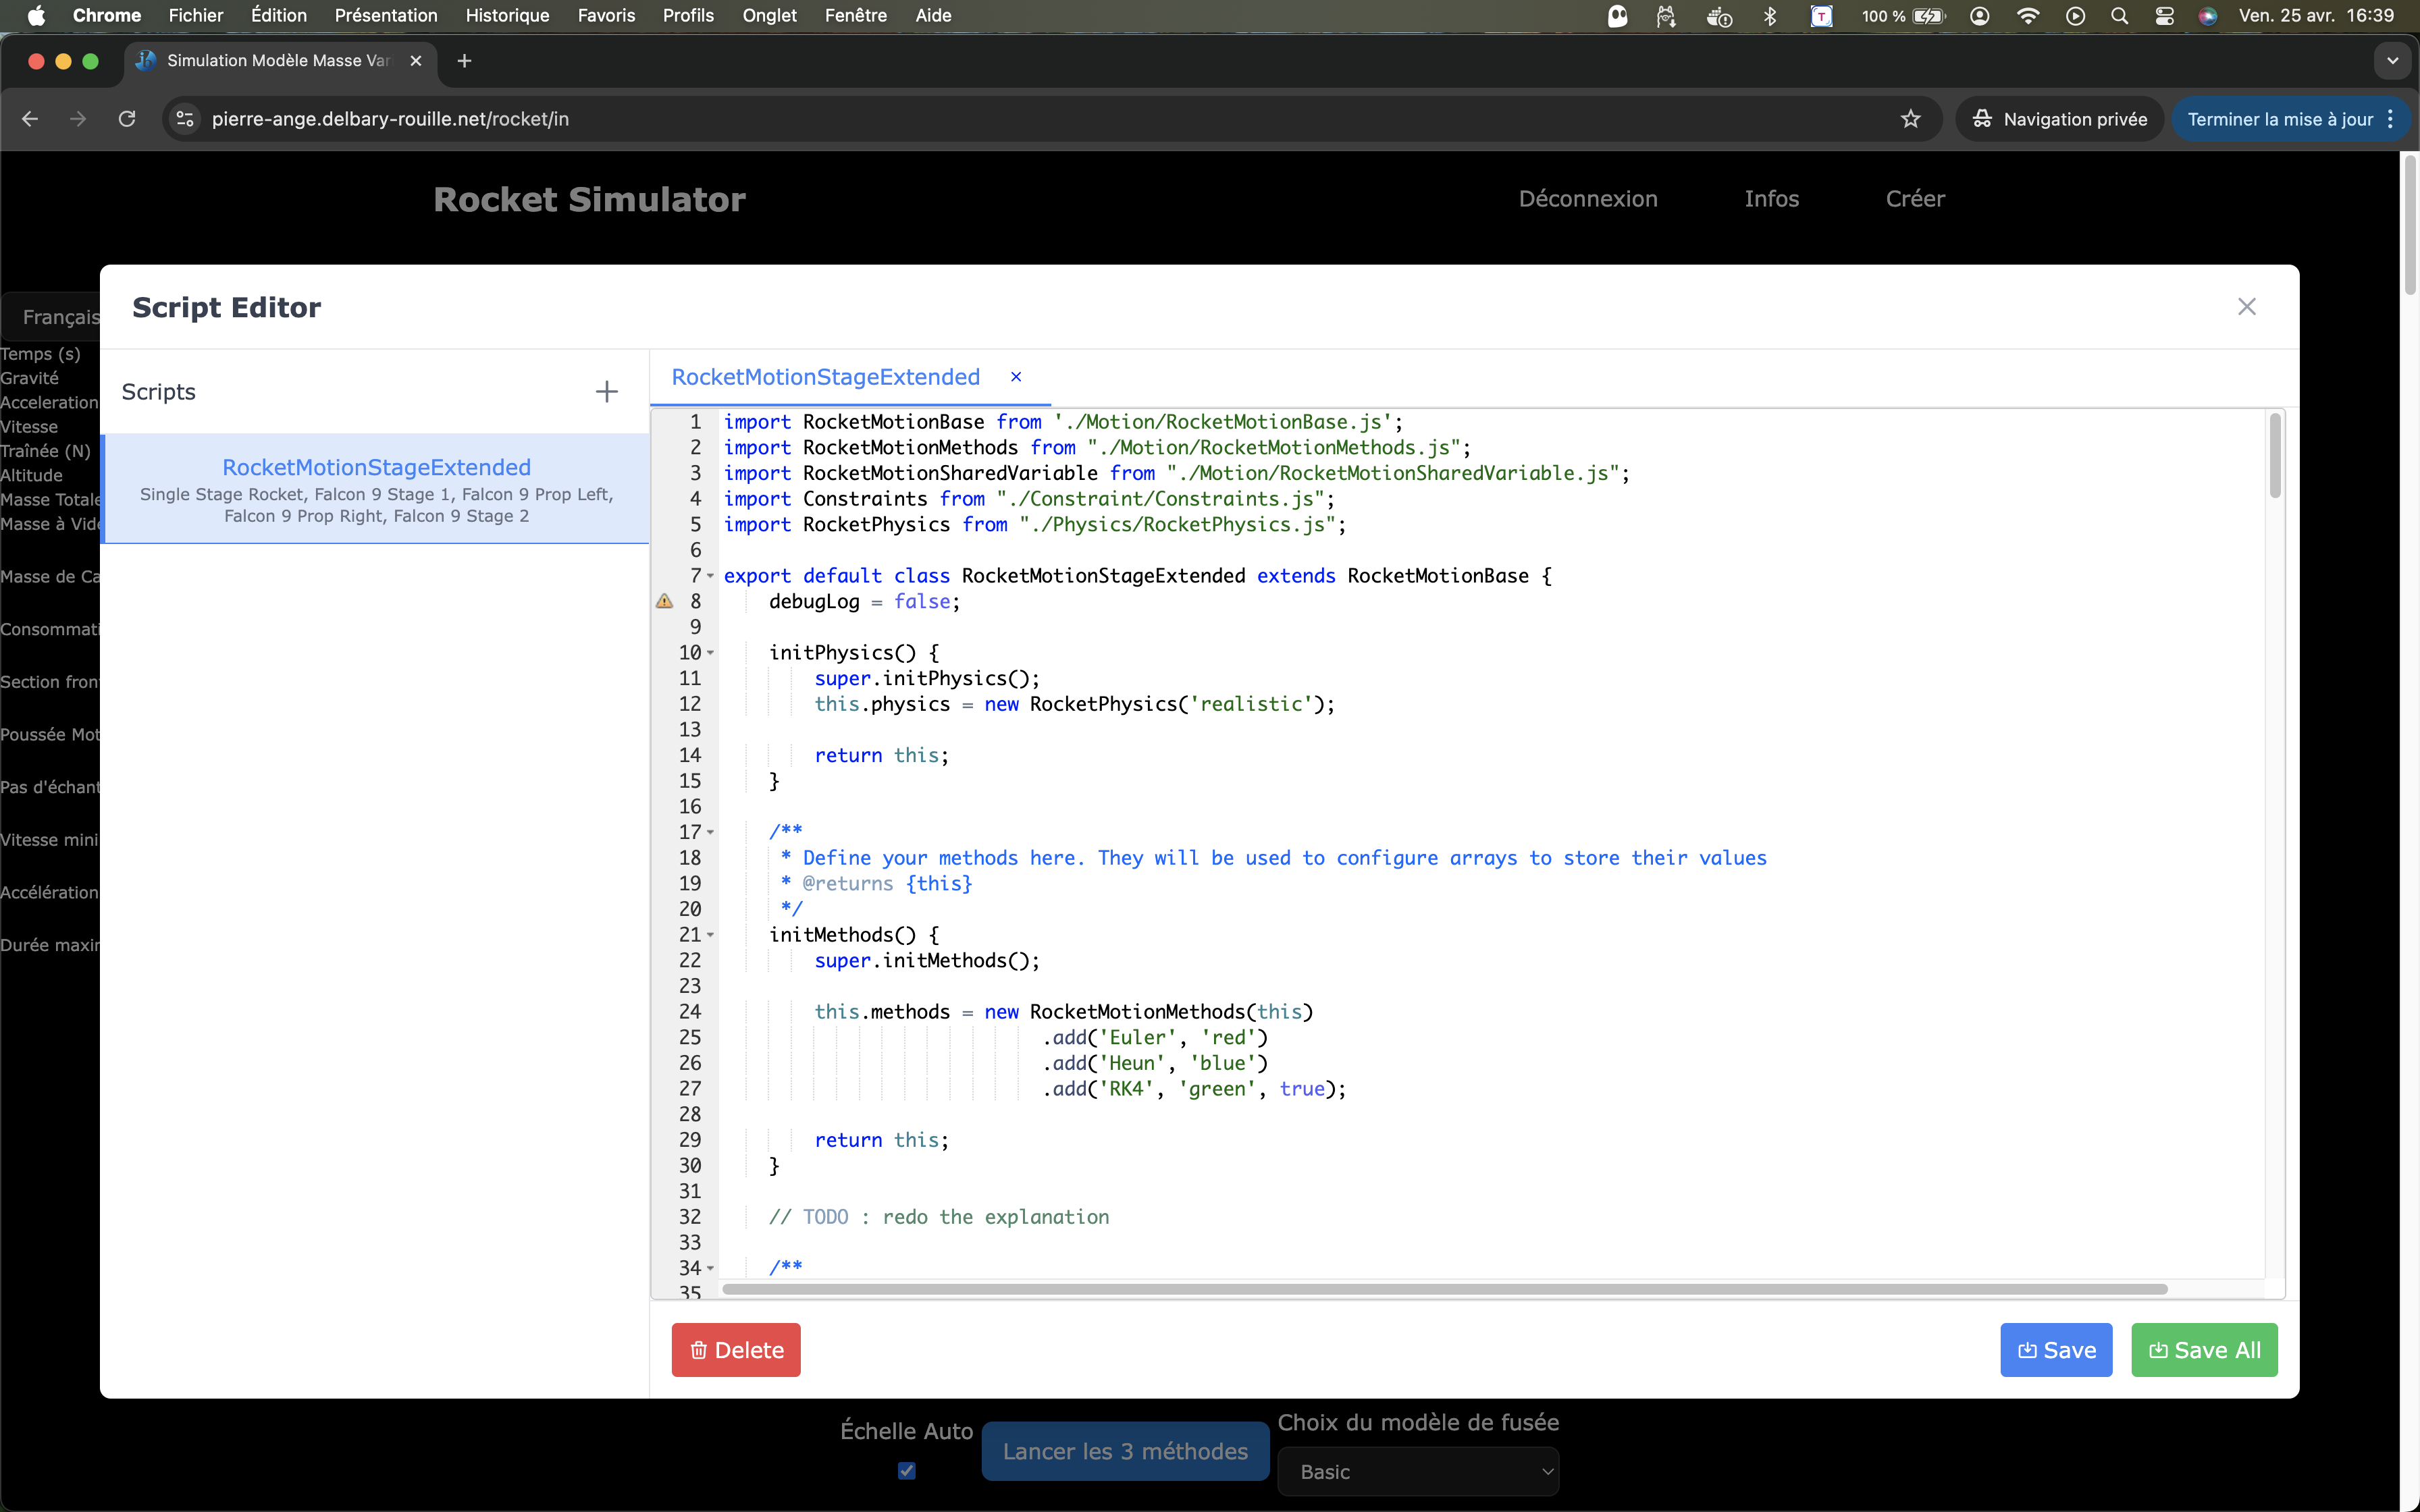 Chrome Fichier Édition Présentation Historique Favoris Profils Onglet Fenêtre Aide 100 % Ven. 25 avr. 16:39
Simulation Modèle Masse Var
pierre-ange.delbary-rouille.net/rocket/in Navigation privée Terminer la mise à jour
Rocket Simulator Déconnexion Infos Créer
Script Editor
Français
Temps (s)
Gravité
Acceleration
Vitesse
Traînée (N)
Altitude
Masse Totale
Masse à Vide
Masse de Ca
Consommati
Section fron
Poussée Mot
Pas d'échant
Vitesse mini
Accélération
Durée maxir
Scripts
RocketMotionStageExtended
Single Stage Rocket, Falcon 9 Stage 1, Falcon 9 Prop Left,
Falcon 9 Prop Right, Falcon 9 Stage 2
RocketMotionStageExtended
1 import RocketMotionBase from './Motion/RocketMotionBase.js';
2 import RocketMotionMethods from "./Motion/RocketMotionMethods.js";
3 import RocketMotionSharedVariable from "./Motion/RocketMotionSharedVariable.js";
4 import Constraints from "./Constraint/Constraints.js";
5 import RocketPhysics from "./Physics/RocketPhysics.js";
6
7 export default class RocketMotionStageExtended extends RocketMotionBase {
8 debugLog = false;
9
10 initPhysics() {
11 super.initPhysics();
12 this.physics = new RocketPhysics('realistic');
13
14 return this;
15 }
16
17 /**
18 * Define your methods here. They will be used to configure arrays to store their values
19 * @returns {this}
20 */
21 initMethods() {
22 super.initMethods();
23
24 this.methods = new RocketMotionMethods(this)
25 .add('Euler', 'red')
26 .add('Heun', 'blue')
27 .add('RK4', 'green', true);
28
29 return this;
30 }
31
32 // TODO : redo the explanation
33
34 /**
35
Delete Save Save All
Échelle Auto
Lancer les 3 méthodes
Choix du modèle de fusée
Basic